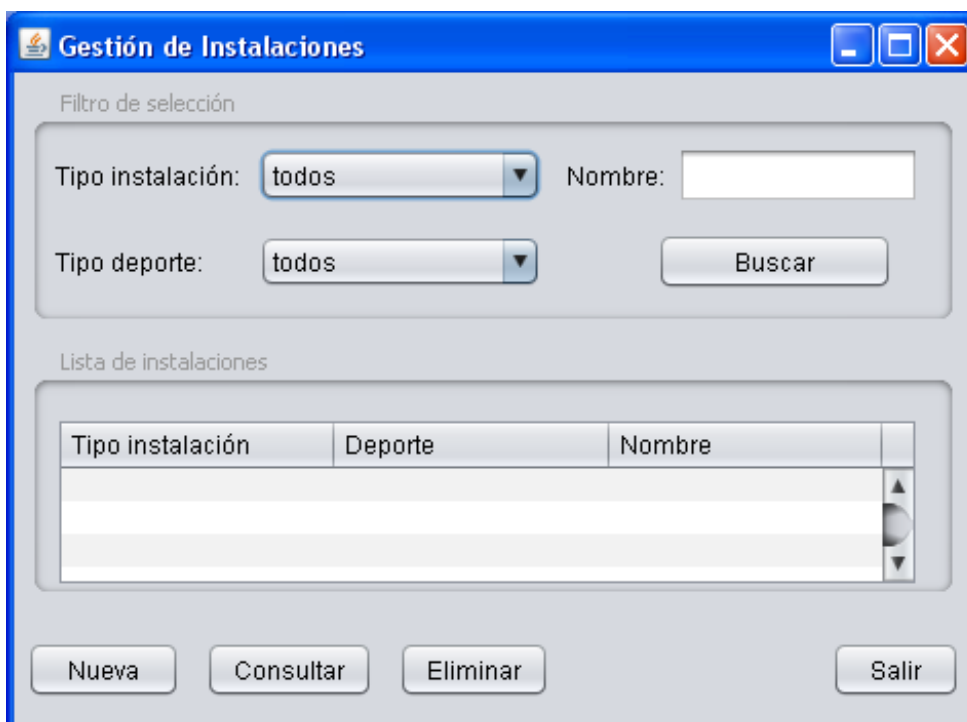 Gestión de Instalaciones
Filtro de selección
Tipo instalación: todos Nombre:
Tipo deporte: todos Buscar
Lista de instalaciones
Tipo instalación Deporte Nombre
Nueva Consultar Eliminar Salir